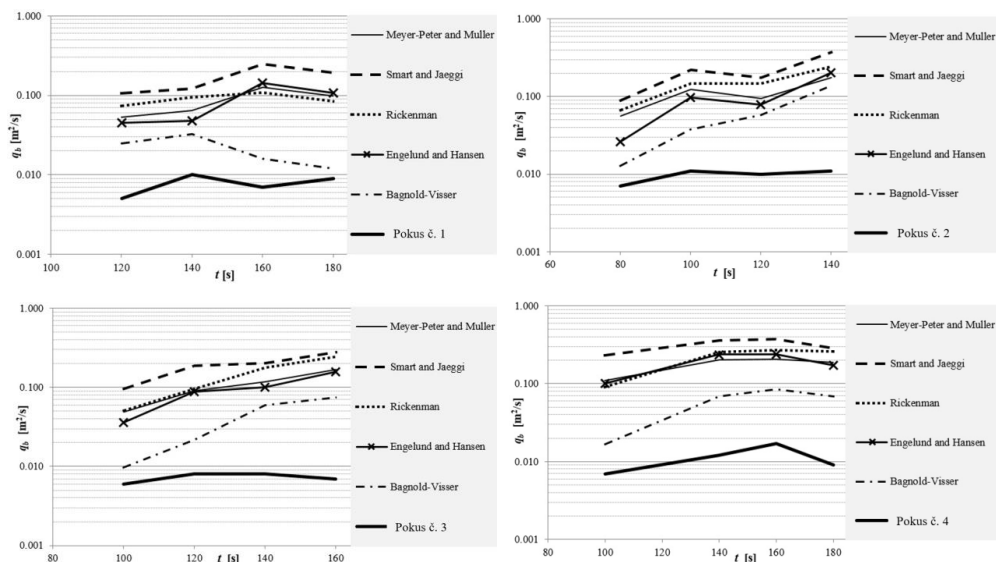 1.000
0.100
0.010
0.001
q_b [m²/s]
100 120 140 160 180
t [s]
Meyer-Peter and Muller
Smart and Jaeggi
Rickenman
Engelund and Hansen
Bagnold-Visser
Pokus č. 1
1.000
0.100
0.010
0.001
q_b [m²/s]
60 80 100 120 140
t [s]
Meyer-Peter and Muller
Smart and Jaeggi
Rickenman
Engelund and Hansen
Bagnold-Visser
Pokus č. 2
1.000
0.100
0.010
0.001
q_b [m²/s]
80 100 120 140 160
t [s]
Meyer-Peter and Muller
Smart and Jaeggi
Rickenman
Engelund and Hansen
Bagnold-Visser
Pokus č. 3
1.000
0.100
0.010
0.001
q_b [m²/s]
80 100 120 140 160 180
t [s]
Meyer-Peter and Muller
Smart and Jaeggi
Rickenman
Engelund and Hansen
Bagnold-Visser
Pokus č. 4